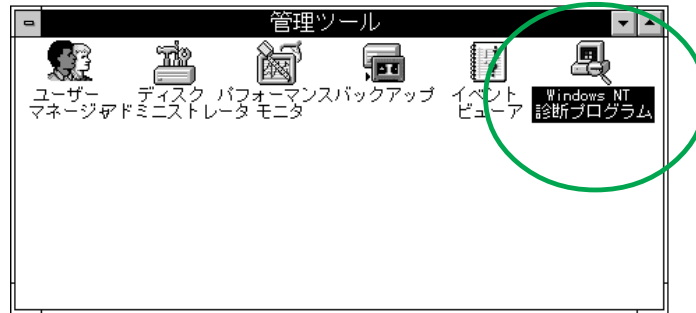 管理ツール
ユーザー
マネージャ
ディスク
アドミニストレータ
パフォーマンス
モニタ
バックアップ
イベント
ビューア
Windows NT
診断プログラム